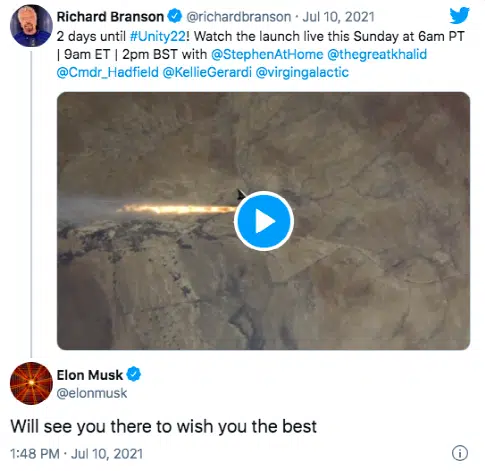 Richard Branson @richardbranson · Jul 10, 2021
2 days until #Unity22! Watch the launch live this Sunday at 6am PT
| 9am ET | 2pm BST with @StephenAtHome @thegreatkhalid
@Cmdr_Hadfield @KellieGerardi @virgingalactic
Elon Musk
@elonmusk
Will see you there to wish you the best
1:48 PM · Jul 10, 2021